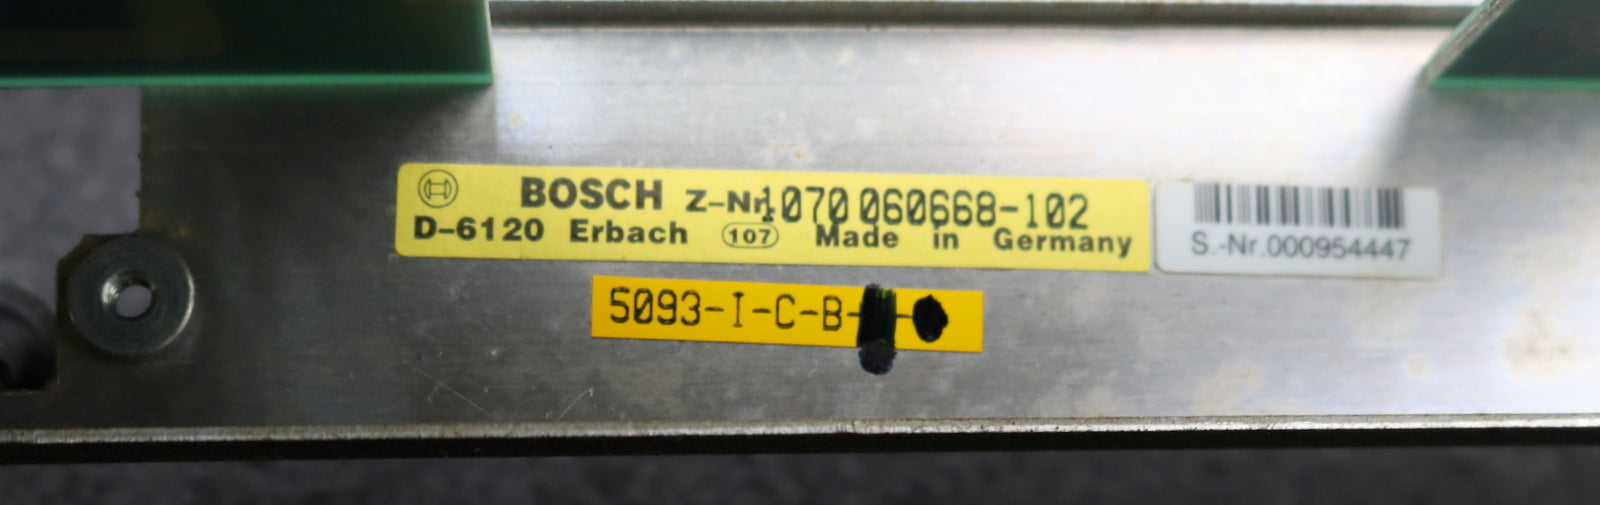 BOSCH Z-Nr. 1070 060668-102
D-6120 Erbach 107 Made in Germany
S.-Nr.000954447
5093-I-C-B- -